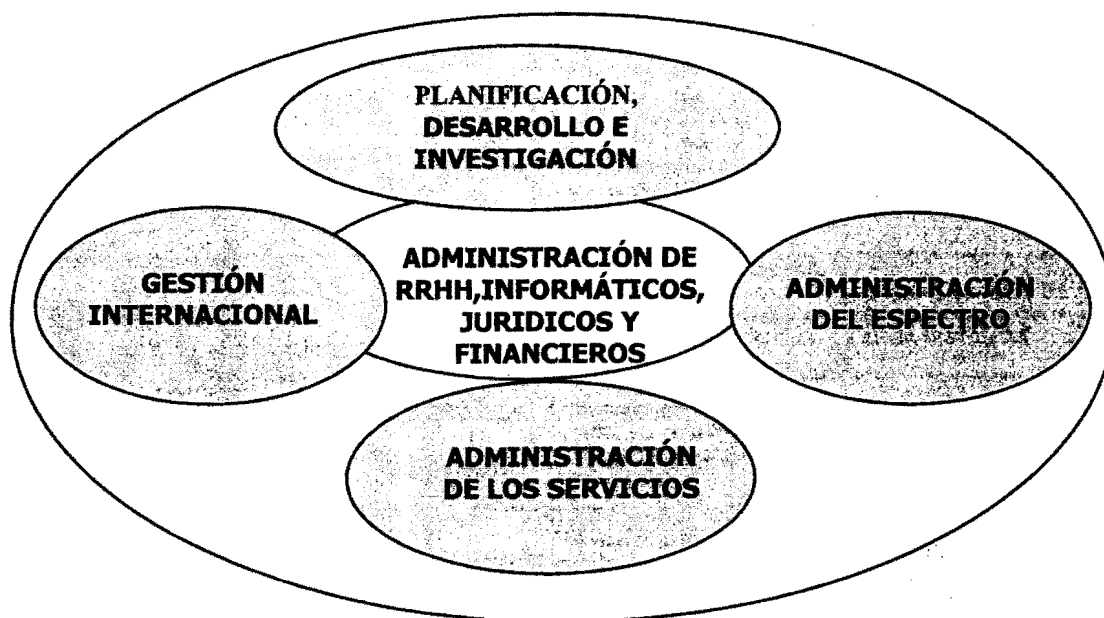 PLANIFICACIÓN,
DESARROLLO E
INVESTIGACIÓN
GESTIÓN
INTERNACIONAL
ADMINISTRACIÓN DE
RRHH,INFORMÁTICOS,
JURIDICOS Y
FINANCIEROS
ADMINISTRACIÓN
DEL ESPECTRO
ADMINISTRACIÓN
DE LOS SERVICIOS